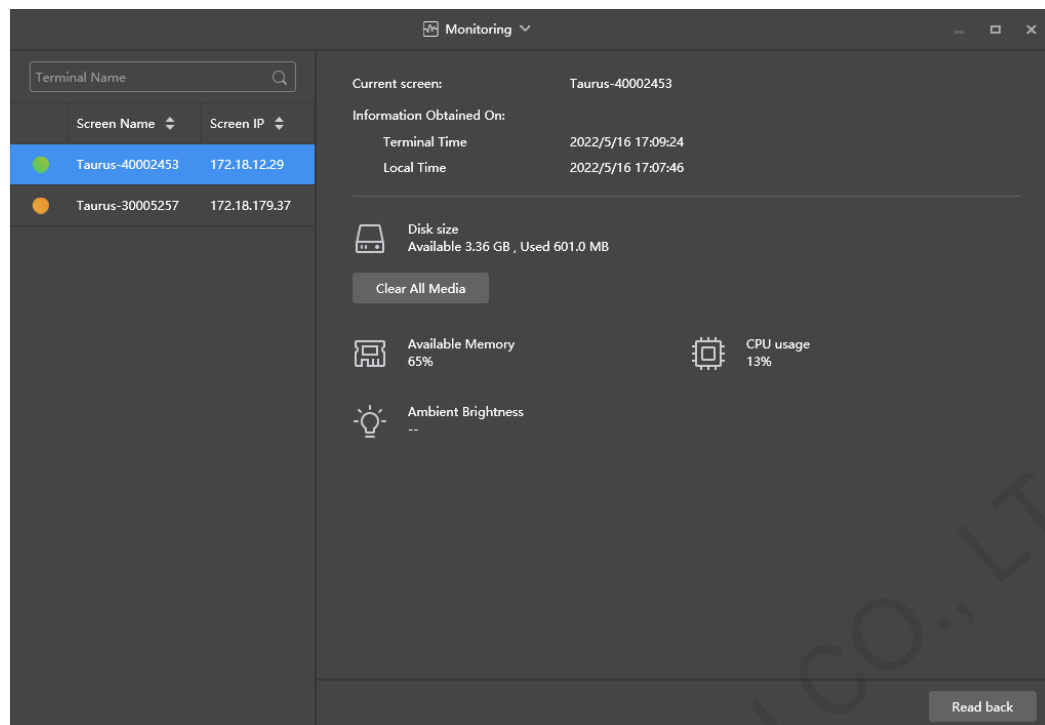 Monitoring
Terminal Name
Screen Name Screen IP
Taurus-40002453 172.18.12.29
Taurus-30005257 172.18.179.37
Current screen: Taurus-40002453
Information Obtained On:
Terminal Time 2022/5/16 17:09:24
Local Time 2022/5/16 17:07:46
Disk size
Available 3.36 GB , Used 601.0 MB
Clear All Media
Available Memory
65%
CPU usage
13%
Ambient Brightness
--
Read back
CO., LT